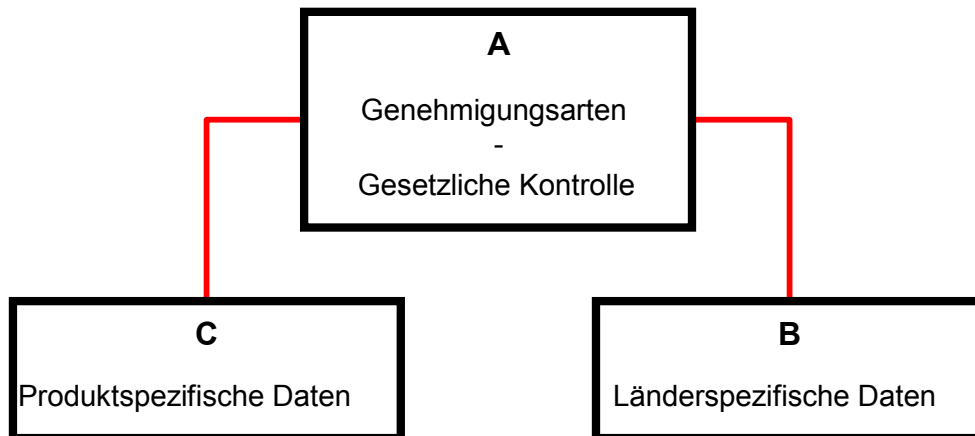 A
Genehmigungsarten
-
Gesetzliche Kontrolle
C
Produktspezifische Daten
B
Länderspezifische Daten